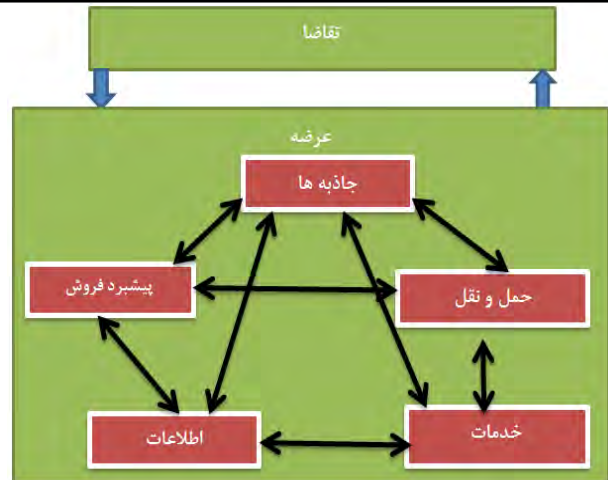 تقاضا
عرضه
جاذبه ها
پیشبرد فروش
حمل و نقل
اطلاعات
خدمات